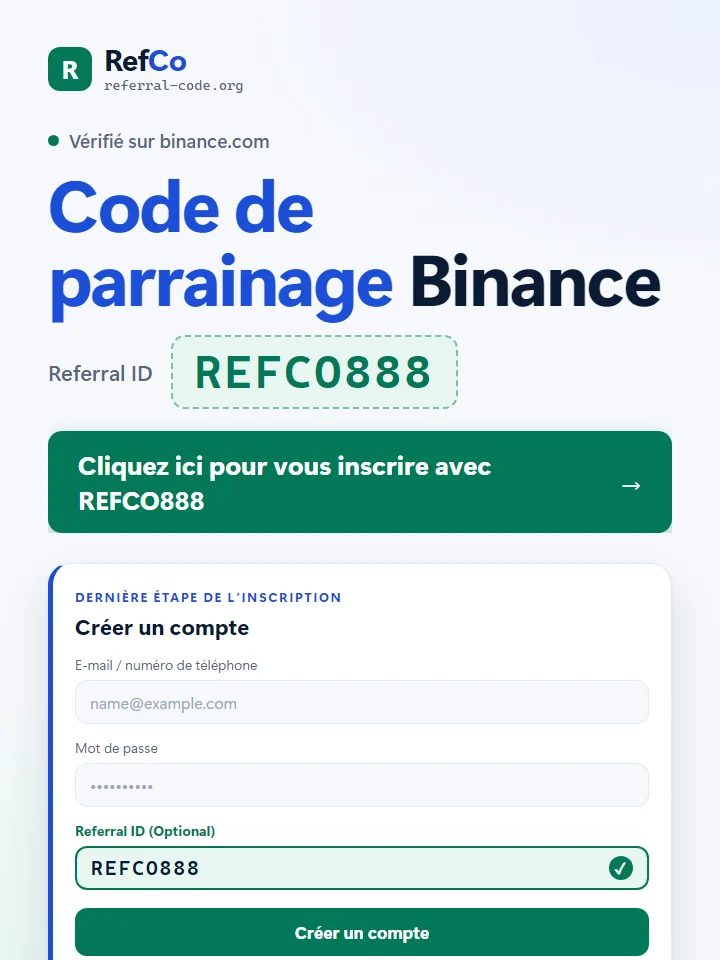 R
RefCo
referral-code.org
Vérifié sur binance.com
Code de
parrainage Binance
Referral ID
REFCO888
Cliquez ici pour vous inscrire avec
REFCO888
→
DERNIÈRE ÉTAPE DE L’INSCRIPTION
Créer un compte
E-mail / numéro de téléphone
name@example.com
Mot de passe
••••••••••
Referral ID (Optional)
REFCO888
✓
Créer un compte